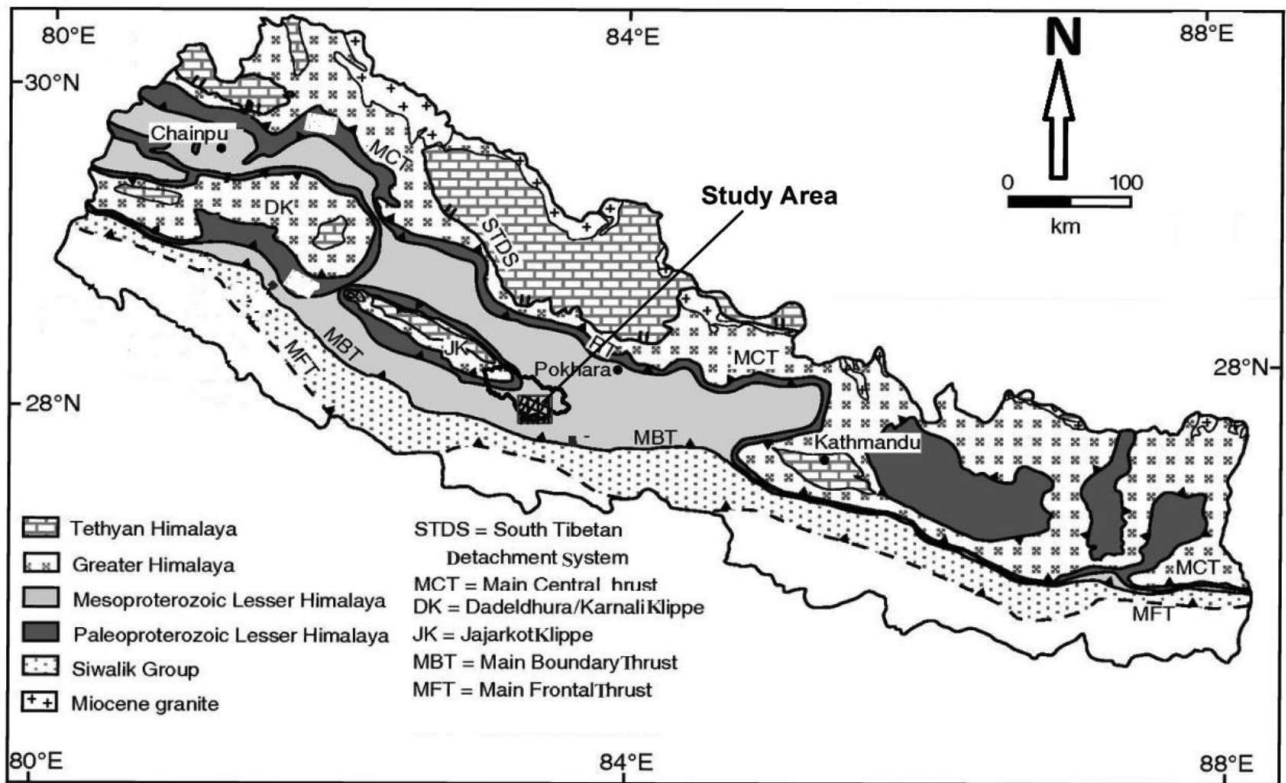 80°E
84°E
88°E
30°N
N
Chainpu
MCT
0 100
km
Study Area
DK
STDS
MBT
JK
MFT
Pokhara
MCT
28°N
28°N
MBT
Kathmandu
MCT
MFT
Tethyan Himalaya
Greater Himalaya
Mesoproterozoic Lesser Himalaya
Paleoproterozoic Lesser Himalaya
Siwalik Group
Miocene granite
STDS = South Tibetan
Detachment System
MCT = Main Central
DK = Dadeldhura/Karnali Klippe
JK = Jajarkot Klippe
MBT = Main Boundary Thrust
MFT = Main Frontal Thrust
80°E
84°E
88°E